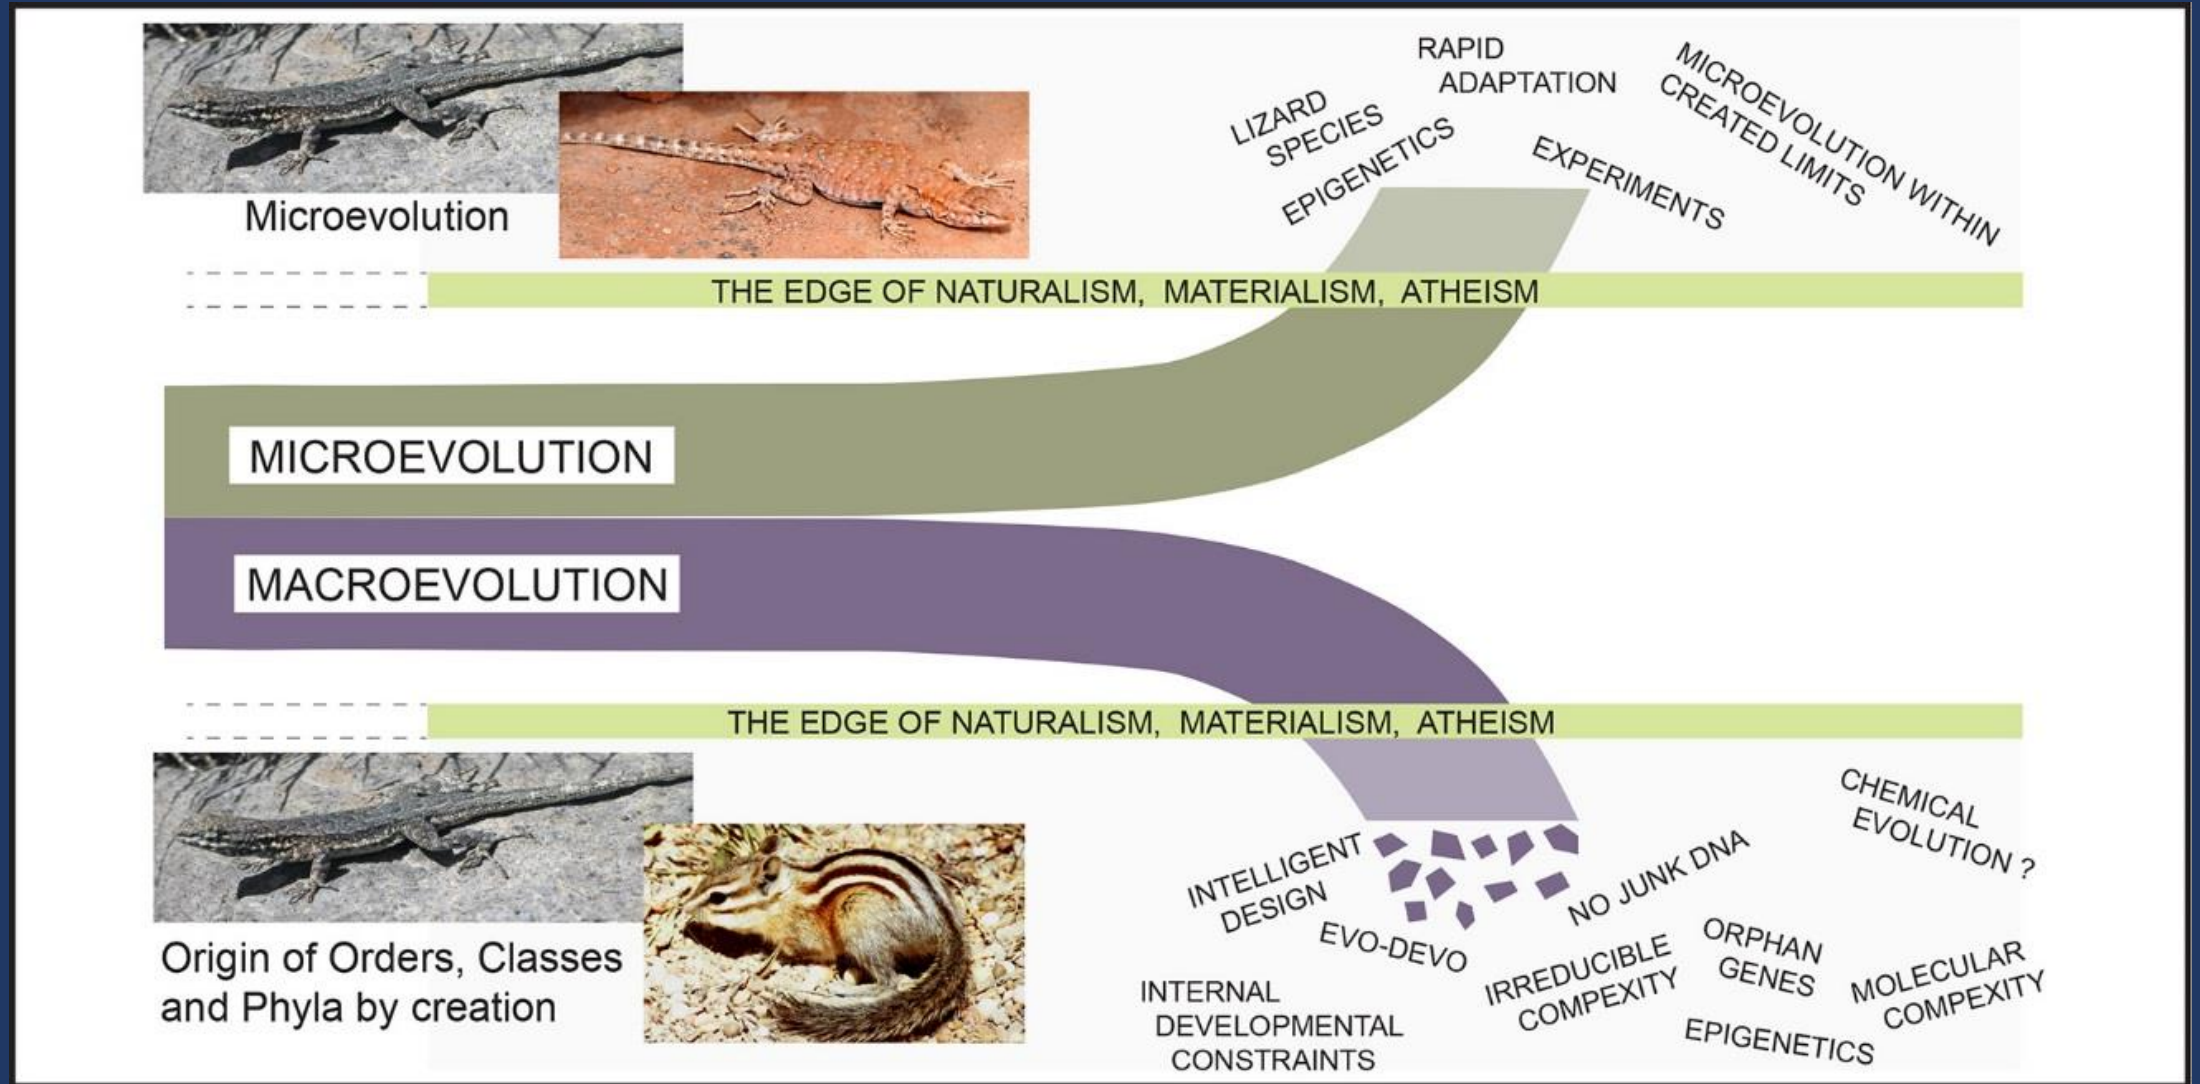 RAPID
ADAPTATION
LIZARD
SPECIES
EPIGENETICS
EXPERIMENTS
MICROEVOLUTION WITHIN
CREATED LIMITS
Microevolution
THE EDGE OF NATURALISM, MATERIALISM, ATHEISM
MICROEVOLUTION
MACROEVOLUTION
THE EDGE OF NATURALISM, MATERIALISM, ATHEISM
Origin of Orders, Classes
and Phyla by creation
INTELLIGENT
DESIGN
EVO-DEVO
NO JUNK DNA
CHEMICAL
EVOLUTION ?
INTERNAL
DEVELOPMENTAL
CONSTRAINTS
IRREDUCIBLE
COMPEXITY
ORPHAN
GENES
MOLECULAR
COMPEXITY
EPIGENETICS